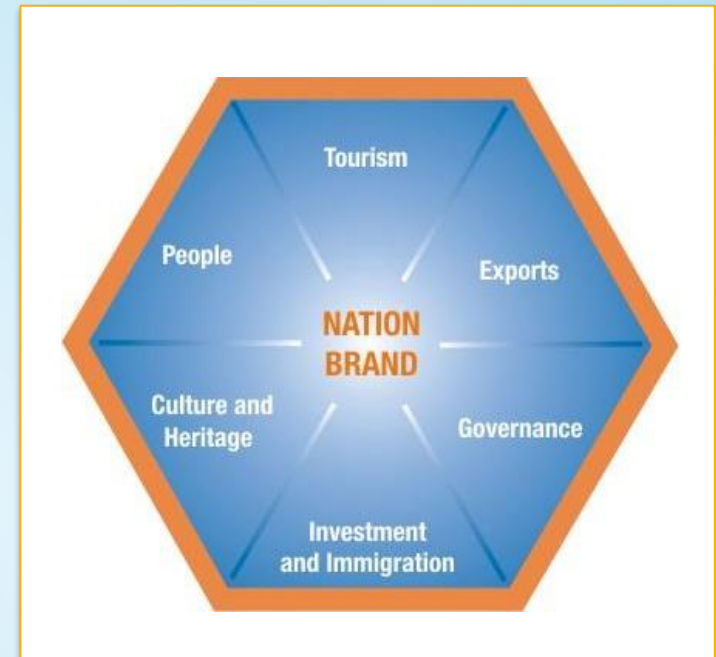 Tourism
People
Exports
NATION
BRAND
Culture and
Heritage
Governance
Investment
and Immigration